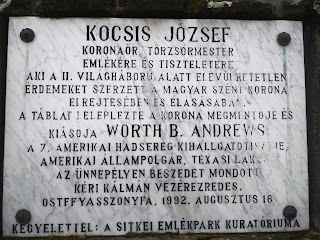 KOCSIS JÓZSEF
KORONAŐR, TÖRZSŐRMESTER
EMLÉKÉRE ÉS TISZTELETÉRE
AKI A II. VILÁGHÁBORÚ ALATT ELÉVÜLHETETLEN
ÉRDEMEKET SZERZETT A MAGYAR SZENT KORONA
ELREJTÉSÉBEN ÉS ELÁSÁSÁBAN.
A TÁBLÁT LELEPLEZTE A KORONA MEGMENTŐJE ÉS
KIÁSÓJA WORTH B. ANDREWS
A 7. AMERIKAI HADSEREG KIHALLGATÓTISZTJE,
AMERIKAI ÁLLAMPOLGÁR, TEXASI LAKOS
AZ ÜNNEPÉLYEN BESZÉDET MONDOTT
KÉRI KÁLMÁN VEZÉREZREDES.
OSTFFYASSZONYFA, 1992. AUGUSZTUS 16
KEGYELETTEL: A SITKEI EMLÉKPARK KURATÓRIUMA